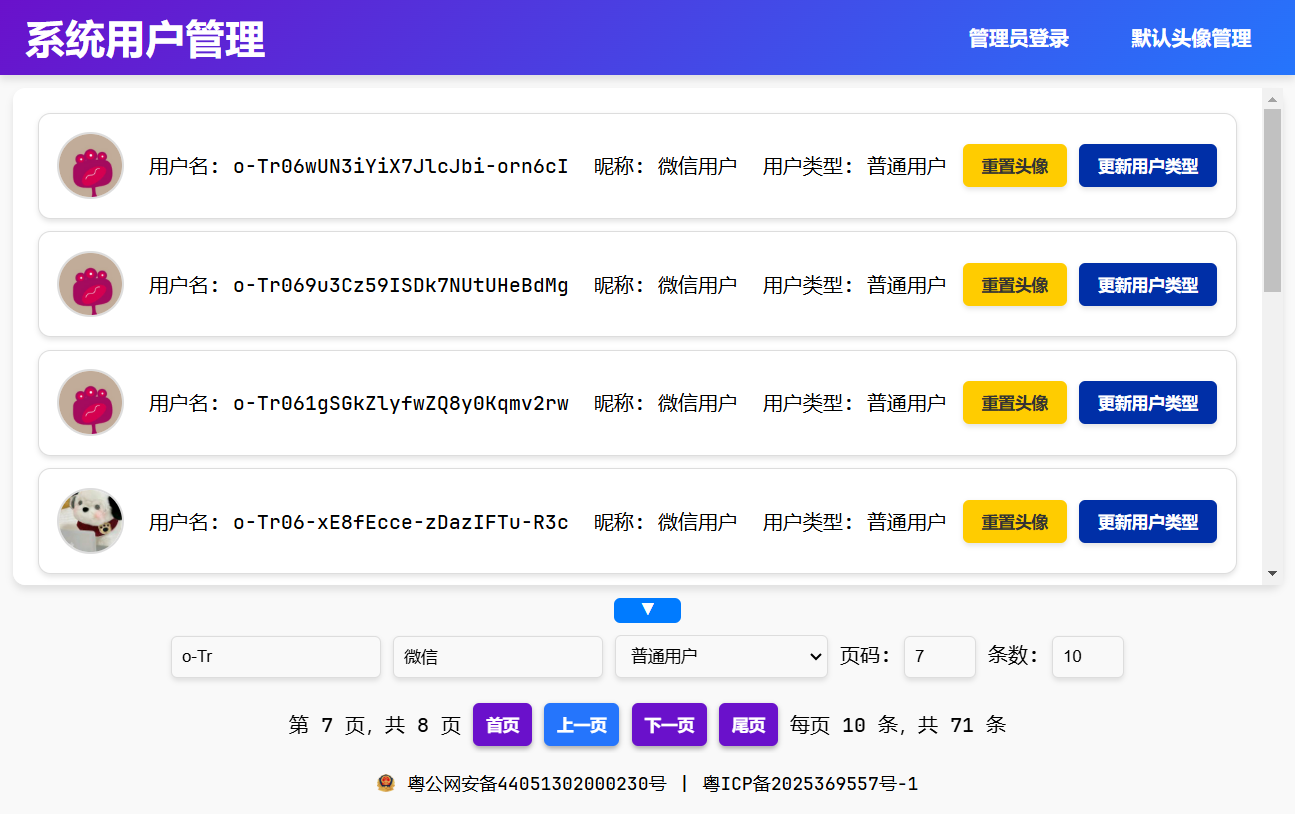 系统用户管理 管理员登录 默认头像管理
用户名: o-Tr06wUN3iYiX7JlcJbi-orn6cI 昵称: 微信用户 用户类型: 普通用户 重置头像 更新用户类型
用户名: o-Tr069u3Cz59ISDk7NUtUHeBdMg 昵称: 微信用户 用户类型: 普通用户 重置头像 更新用户类型
用户名: o-Tr061gSGkZlyfwZQ8y0Kqmv2rw 昵称: 微信用户 用户类型: 普通用户 重置头像 更新用户类型
用户名: o-Tr06-xE8fEcce-zDazIFTu-R3c 昵称: 微信用户 用户类型: 普通用户 重置头像 更新用户类型
▼
o-Tr 微信 普通用户 页码: 7 条数: 10
第 7 页, 共 8 页 首页 上一页 下一页 尾页 每页 10 条, 共 71 条
粤公网安备44051302000230号 | 粤ICP备2025369557号-1